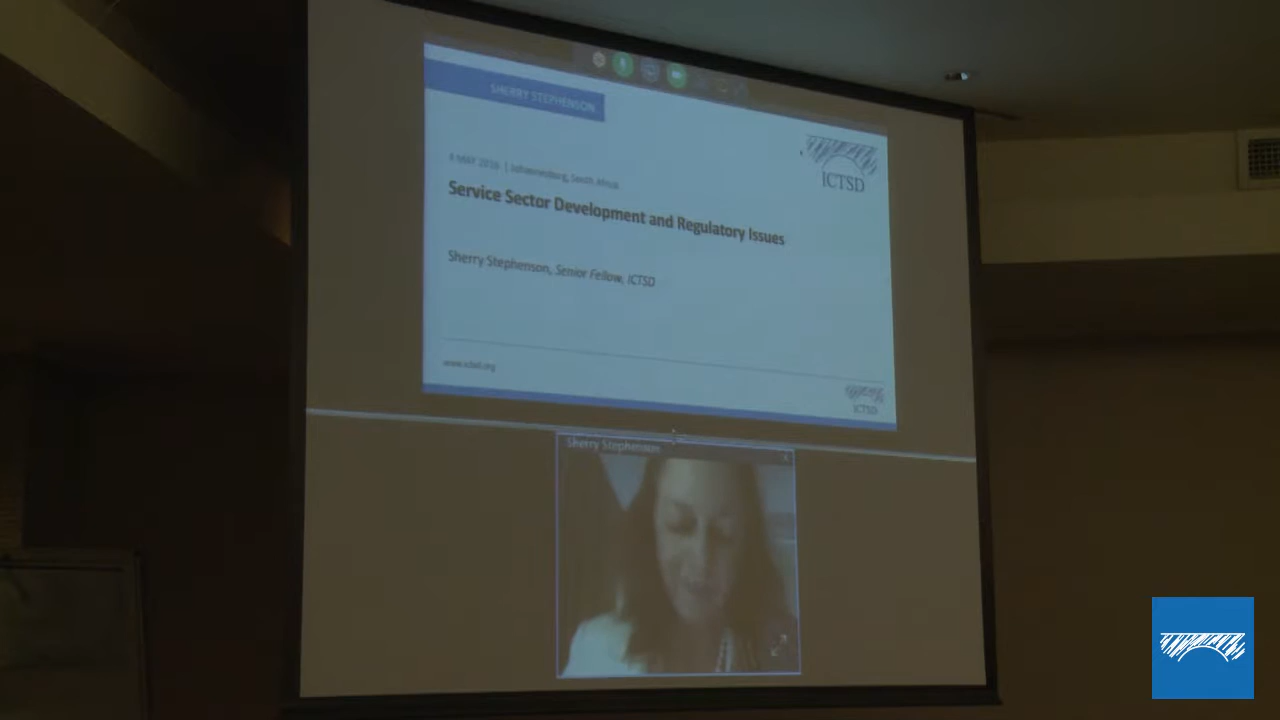 SHERRY STEPHENSON
ICTSD
4 MAY 2016 | Johannesburg, South Africa
Service Sector Development and Regulatory Issues
Sherry Stephenson, Senior Fellow, ICTSD
www.ictsd.org
ICTSD
Sherry Stephenson